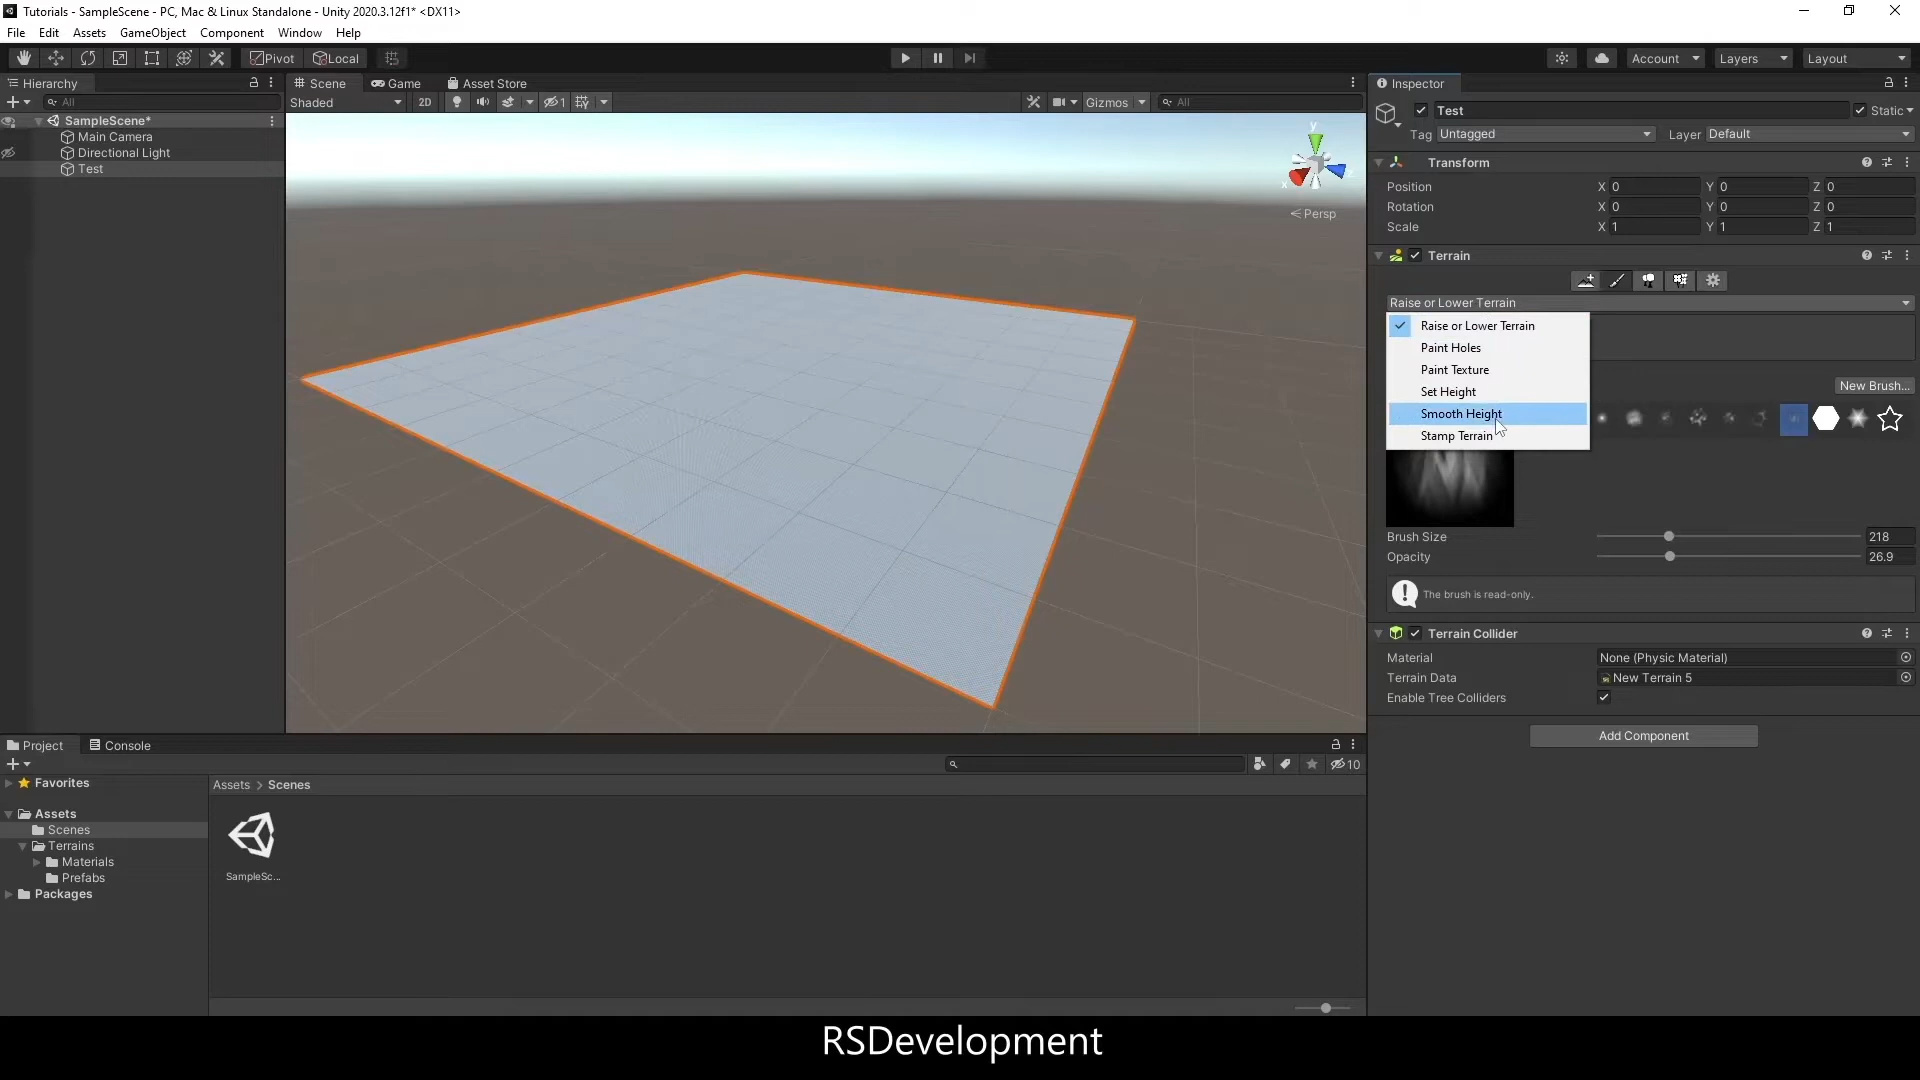 Tutorials - SampleScene - PC, Mac & Linux Standalone - Unity 2020.3.12f1* <DX11>
File Edit Assets GameObject Component Window Help
Pivot Local Account Layers Layout
Hierarchy
All
SampleScene*
Main Camera
Directional Light
Test
Scene Game Asset Store
Shaded 2D 1 Gizmos All
y
x
z
Persp
Inspector
Test Static
Tag Untagged Layer Default
Transform
Position X 0 Y 0 Z 0
Rotation X 0 Y 0 Z 0
Scale X 1 Y 1 Z 1
Terrain
Raise or Lower Terrain
Raise or Lower Terrain
Paint Holes
Paint Texture
Set Height
Smooth Height
Stamp Terrain
New Brush...
Brush Size 218
Opacity 26.9
The brush is read-only.
Terrain Collider
Material None (Physic Material)
Terrain Data New Terrain 5
Enable Tree Colliders
Add Component
Project Console
10
Favorites
Assets
Scenes
Terrains
Materials
Prefabs
Packages
Assets > Scenes
SampleSc...
RSDevelopment